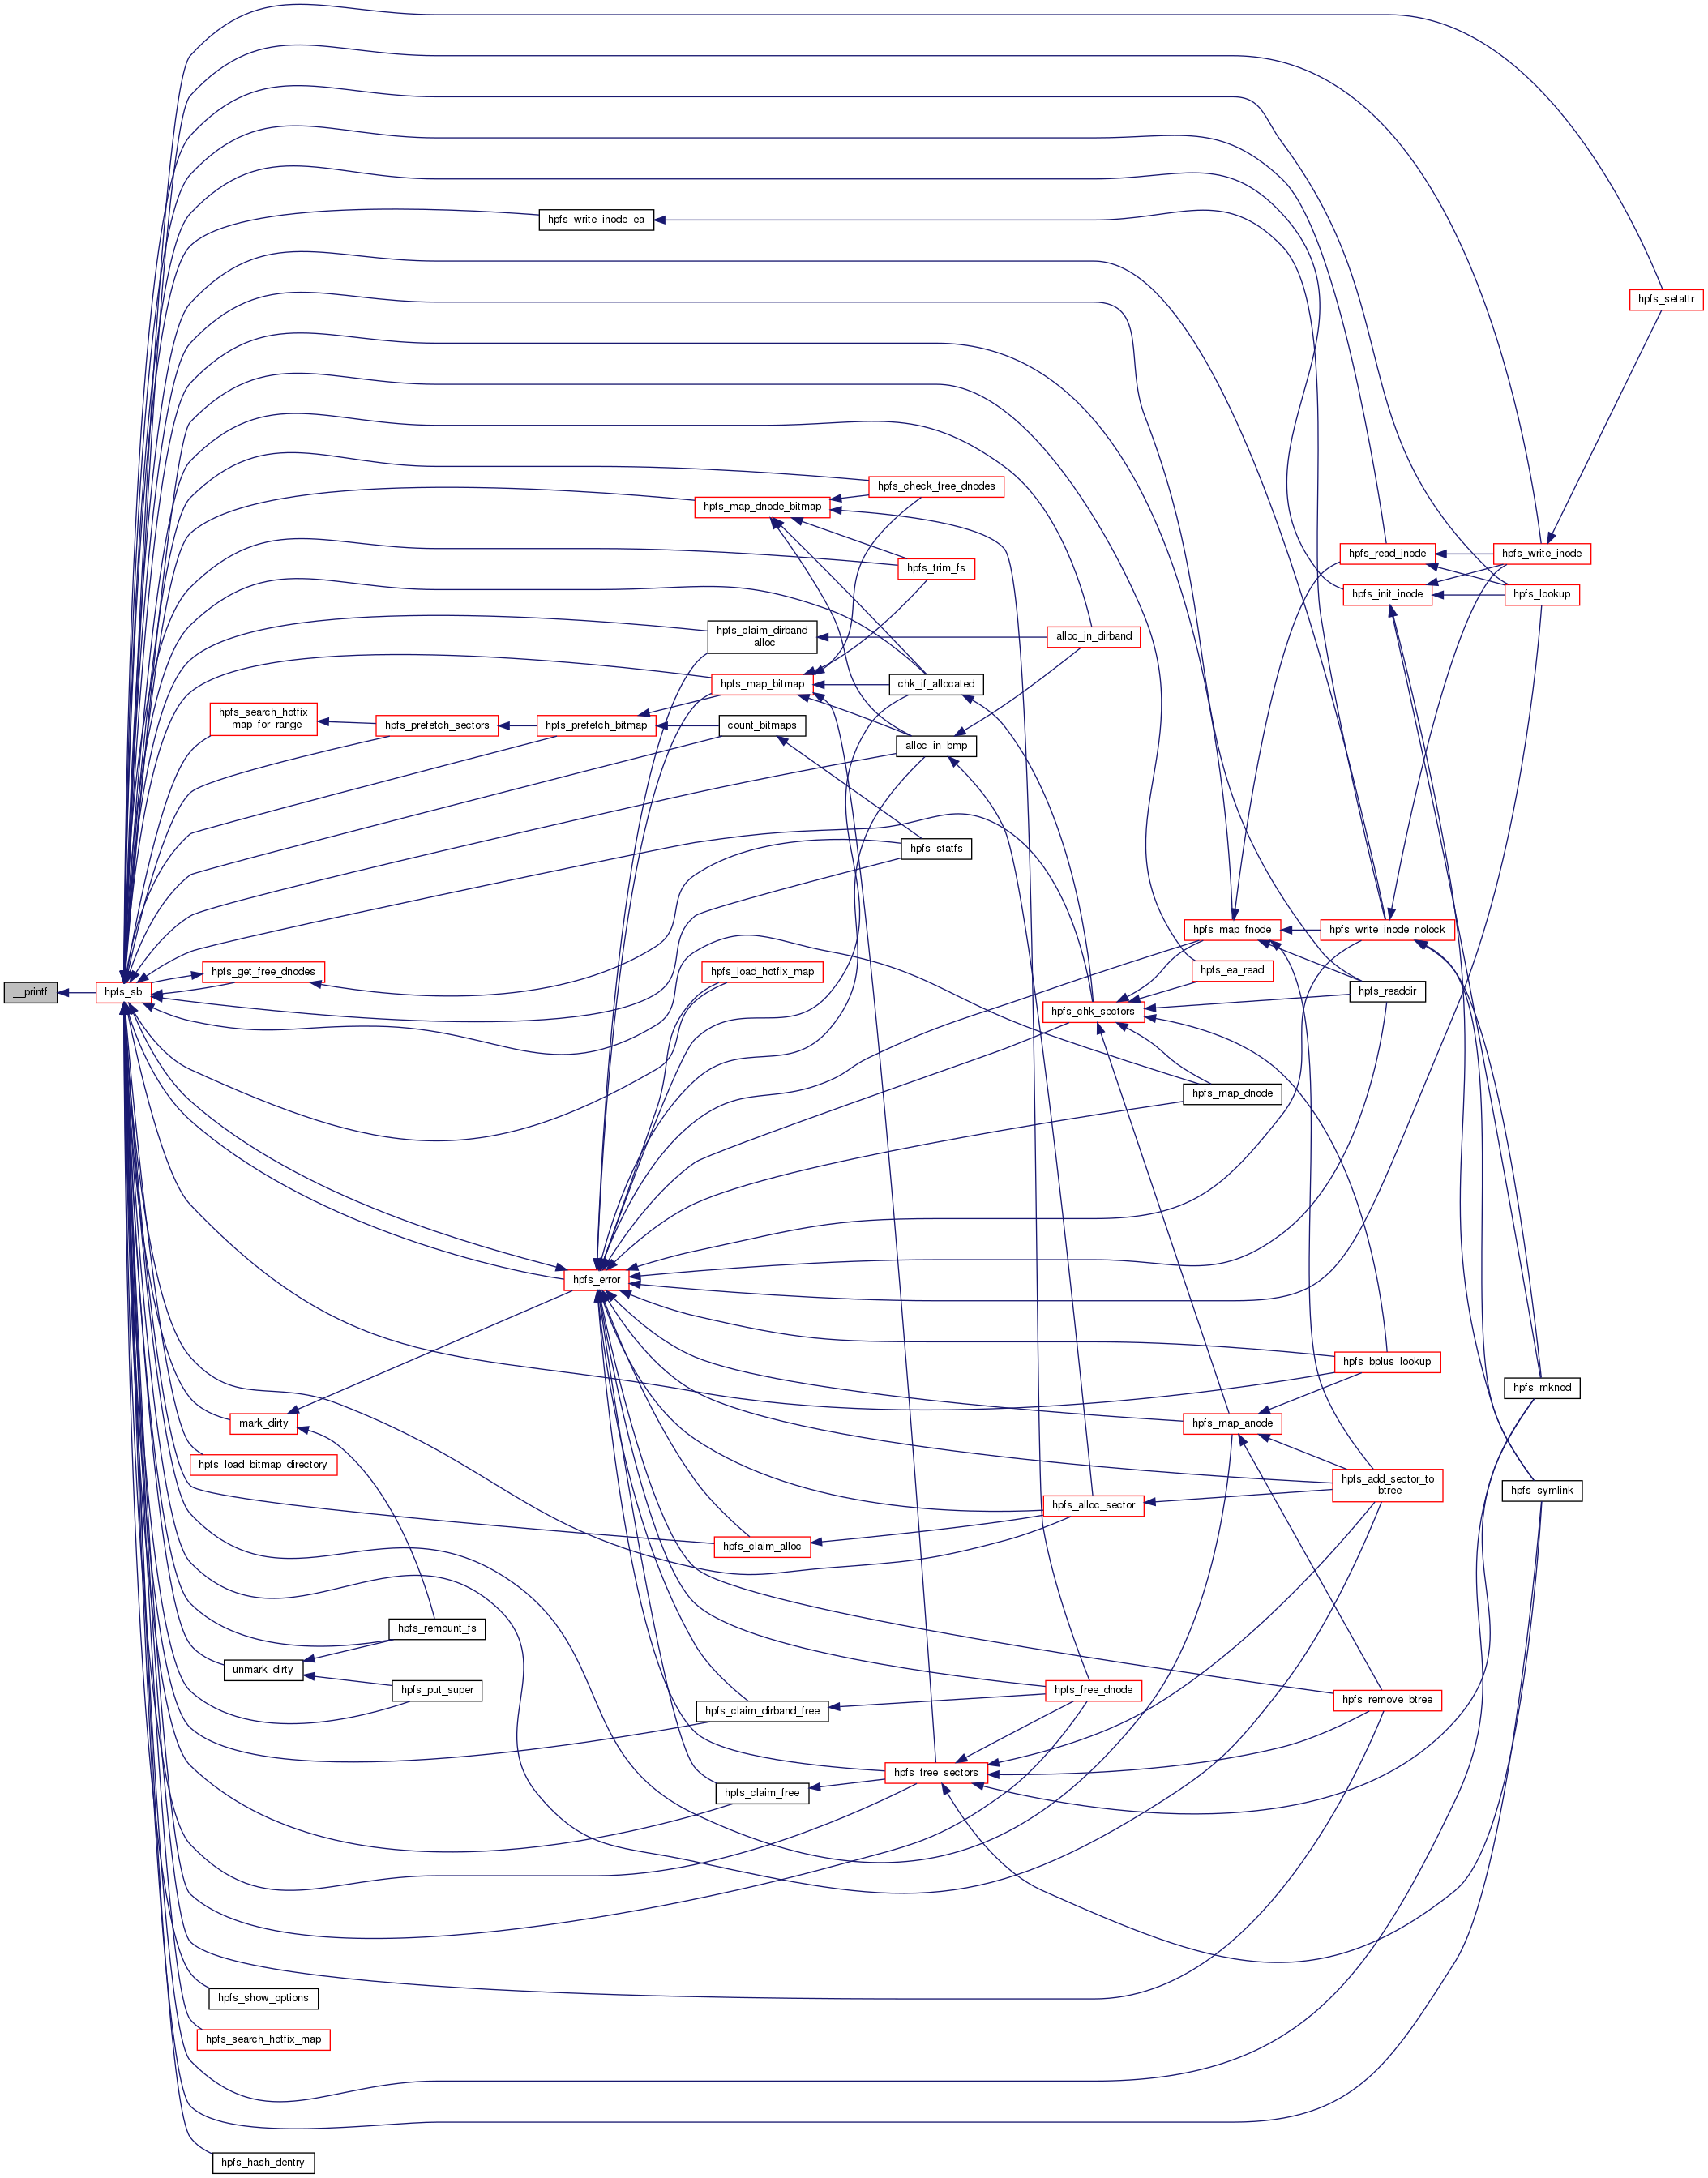 hpfs_setattr
hpfs_write_inode_ea
hpfs_check_free_dnodes
hpfs_map_dnode_bitmap
hpfs_read_inode
hpfs_write_inode
hpfs_trim_fs
hpfs_init_inode
hpfs_lookup
hpfs_claim_dirband
_alloc
alloc_in_dirband
hpfs_map_bitmap
chk_if_allocated
hpfs_search_hotfix
_map_for_range
hpfs_prefetch_sectors
hpfs_prefetch_bitmap
count_bitmaps
alloc_in_bmp
hpfs_statfs
hpfs_map_fnode
hpfs_write_inode_nolock
hpfs_get_free_dnodes
hpfs_load_hotfix_map
hpfs_ea_read
__printf
hpfs_sb
hpfs_readdir
hpfs_chk_sectors
hpfs_map_dnode
hpfs_error
hpfs_bplus_lookup
hpfs_mknod
mark_dirty
hpfs_map_anode
hpfs_load_bitmap_directory
hpfs_add_sector_to
_btree
hpfs_symlink
hpfs_alloc_sector
hpfs_claim_alloc
hpfs_remount_fs
unmark_dirty
hpfs_put_super
hpfs_free_dnode
hpfs_remove_btree
hpfs_claim_dirband_free
hpfs_free_sectors
hpfs_claim_free
hpfs_show_options
hpfs_search_hotfix_map
hpfs_hash_dentry